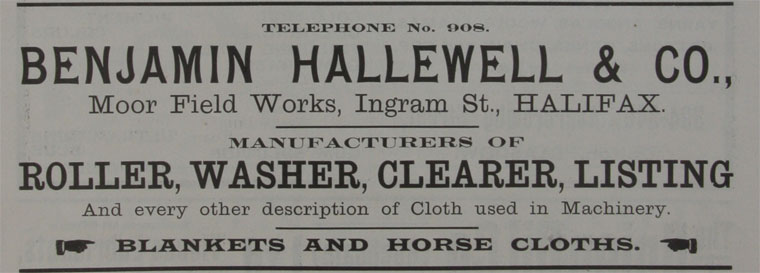 TELEPHONE No. 908.
BENJAMIN HALLEWELL & CO.,
Moor Field Works, Ingram St., HALIFAX.
MANUFACTURERS OF
ROLLER, WASHER, CLEARER, LISTING
And every other description of Cloth used in Machinery.
BLANKETS AND HORSE CLOTHS.